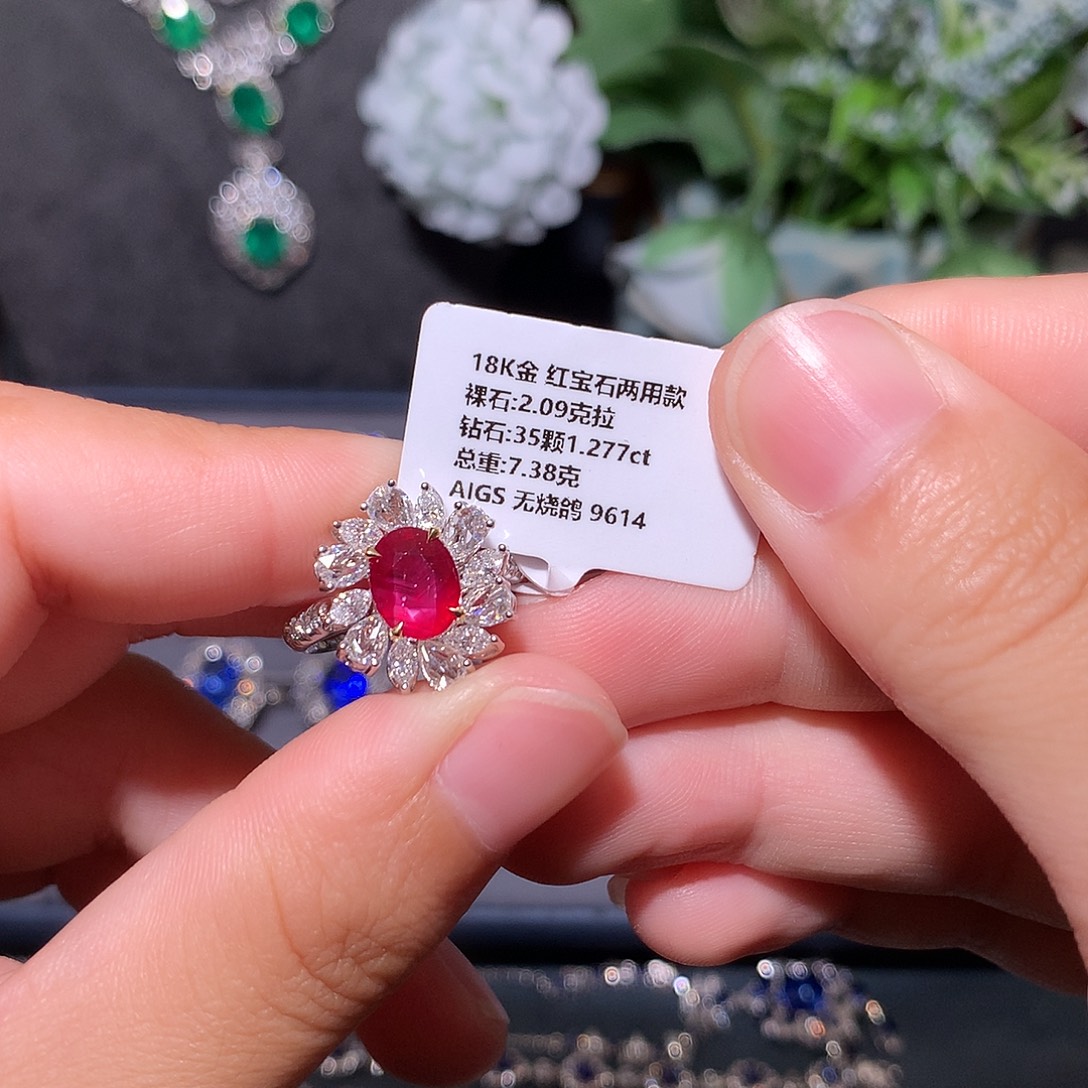 18K金 红宝石两用款
裸石:2.09克拉
钻石:35颗1.277ct
总重:7.38克
AIGS 无烧鸽 9614